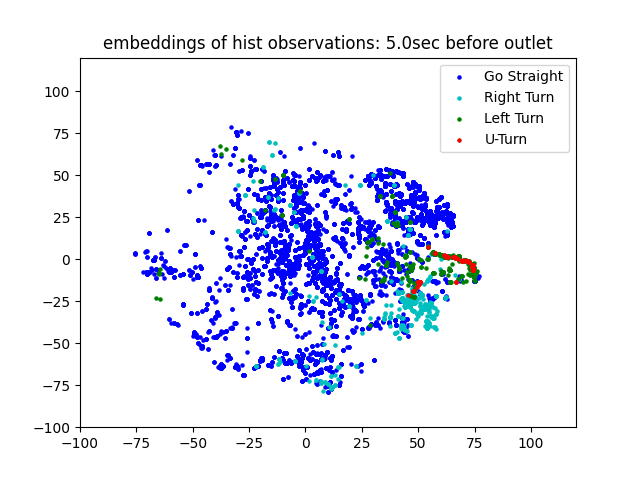 embeddings of hist observations: 5.0sec before outlet
Go Straight
Right Turn
Left Turn
U-Turn
100
75
50
25
0
−25
−50
−75
−100
−100 −75 −50 −25 0 25 50 75 100